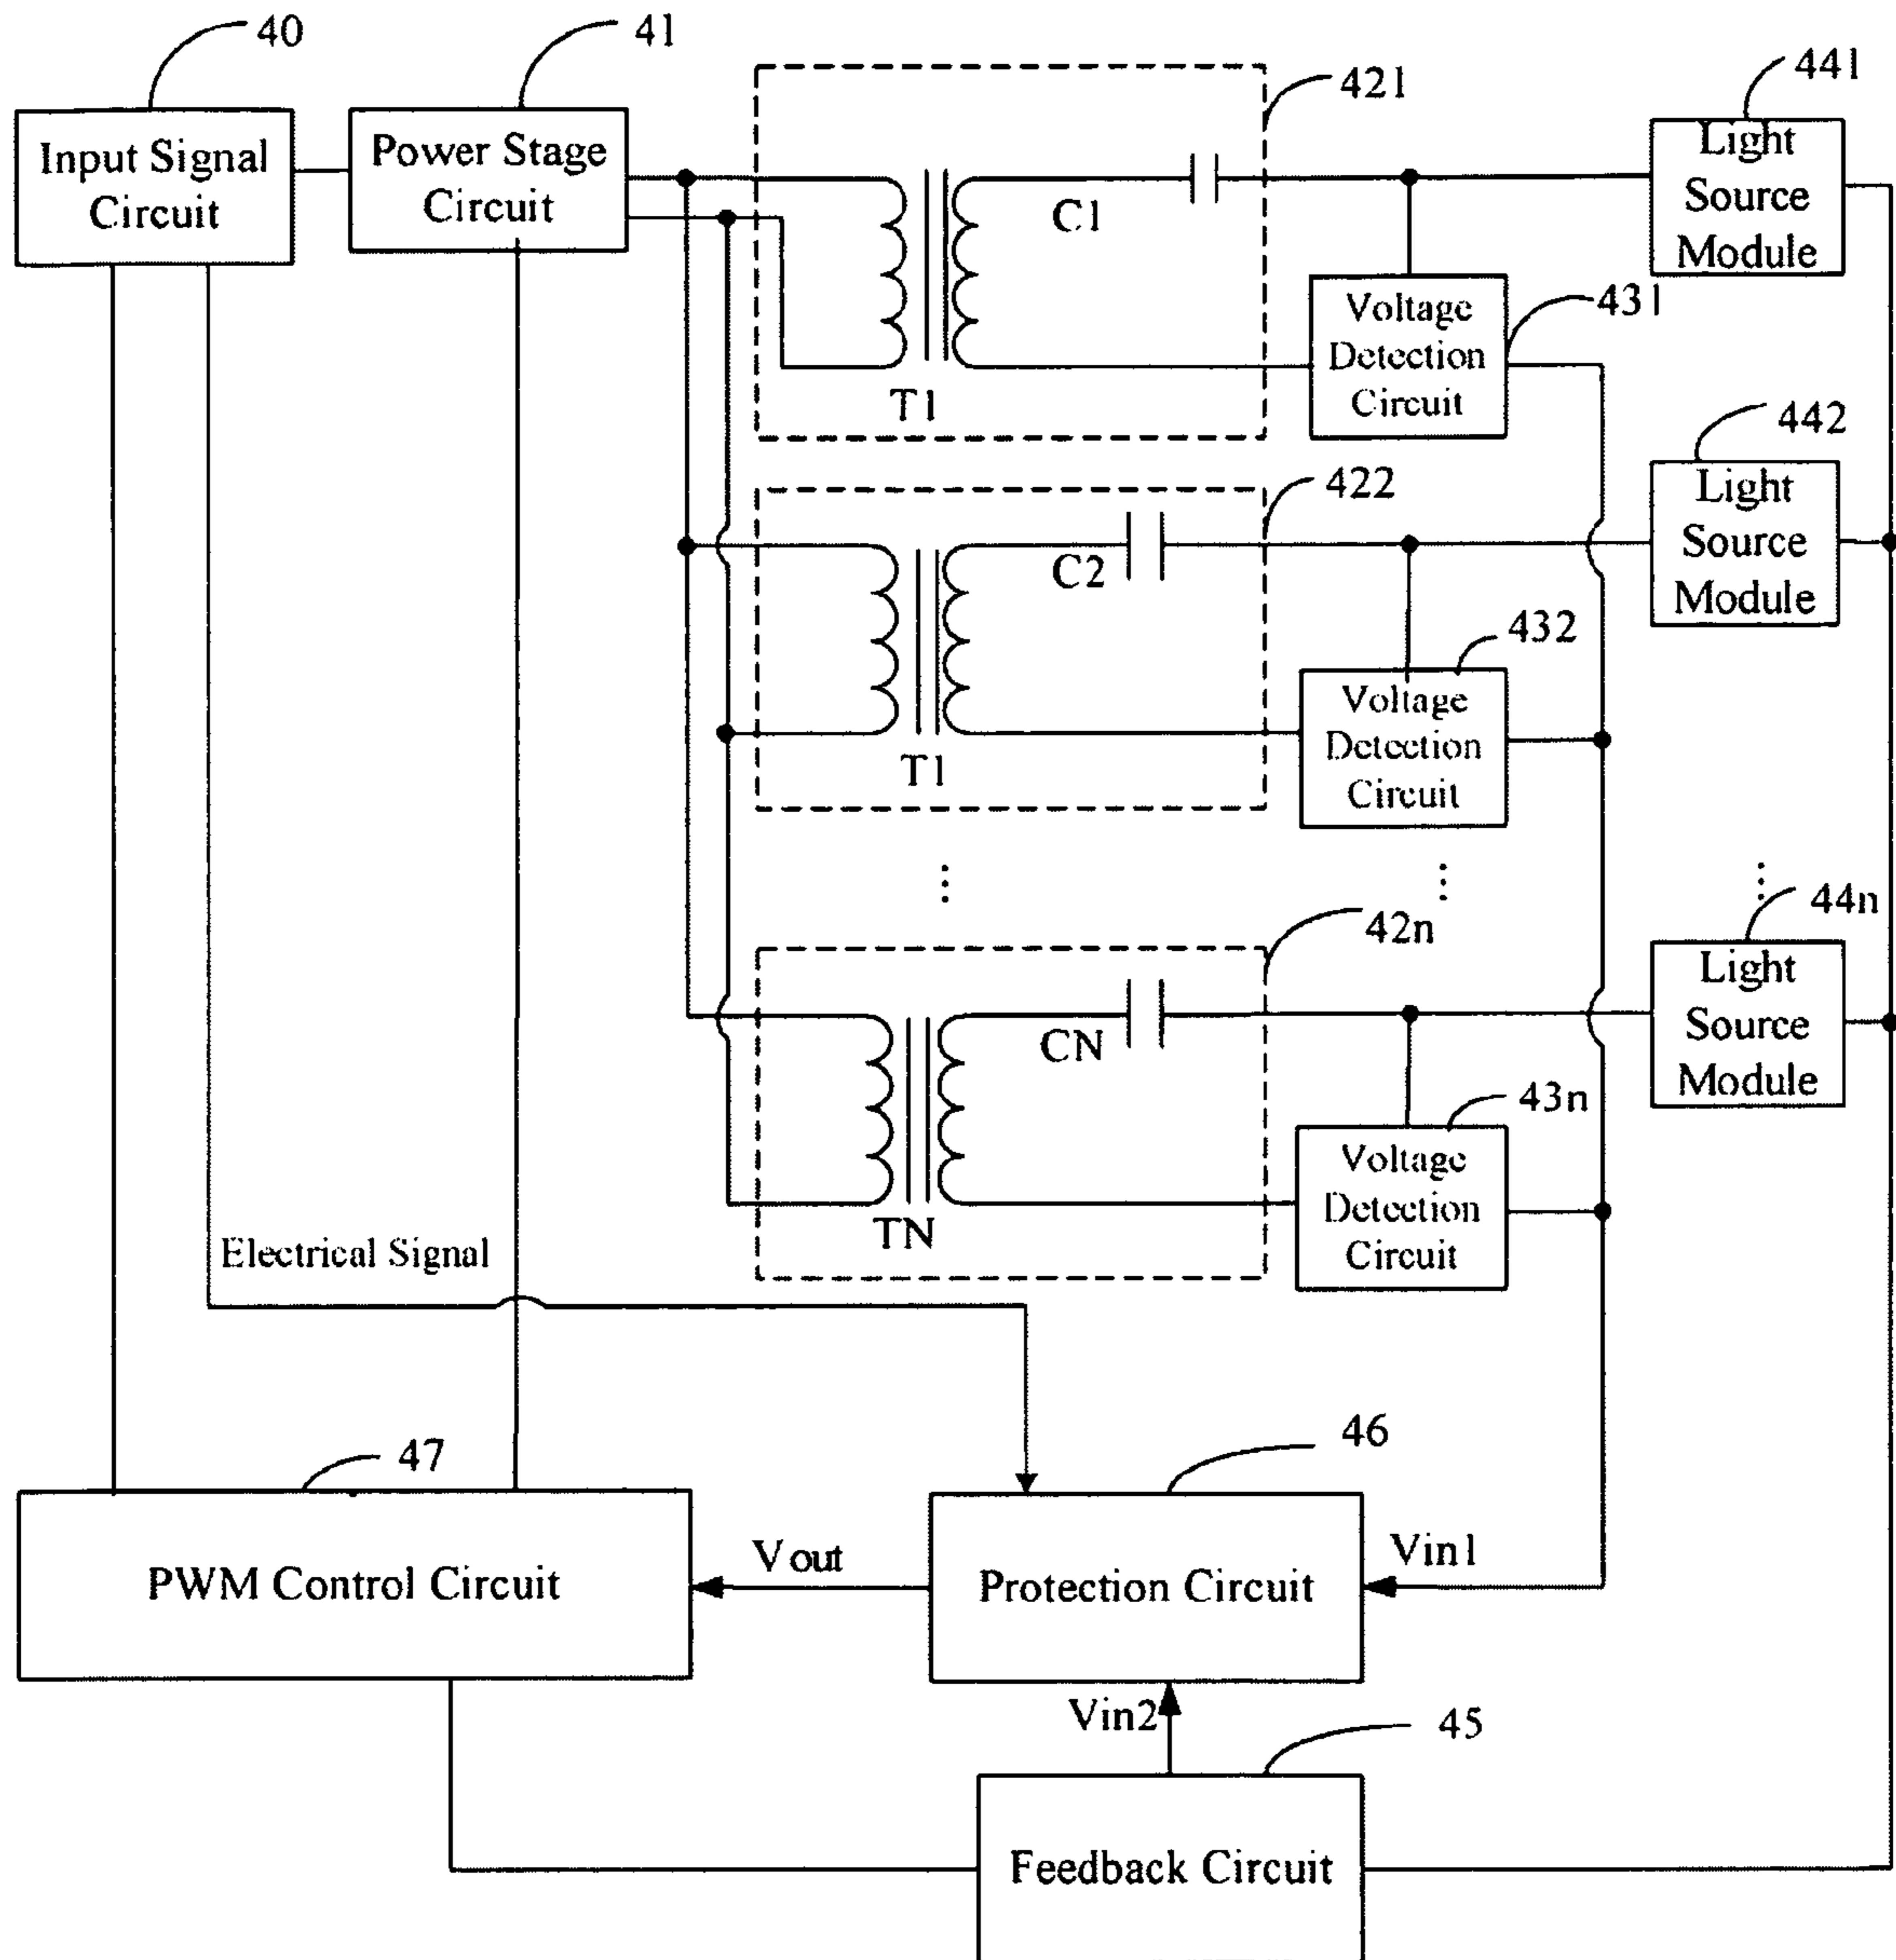 40
41
421
441
Input Signal
Circuit
Power Stage
Circuit
C1
T1
Light
Source
Module
Voltage
Detection
Circuit
431
422
442
C2
T1
Light
Source
Module
432
Voltage
Detection
Circuit
42n
44n
CN
TN
Light
Source
Module
43n
Voltage
Detection
Circuit
Electrical Signal
47
46
PWM Control Circuit
Vout
Protection Circuit
Vin1
Vin2
45
Feedback Circuit